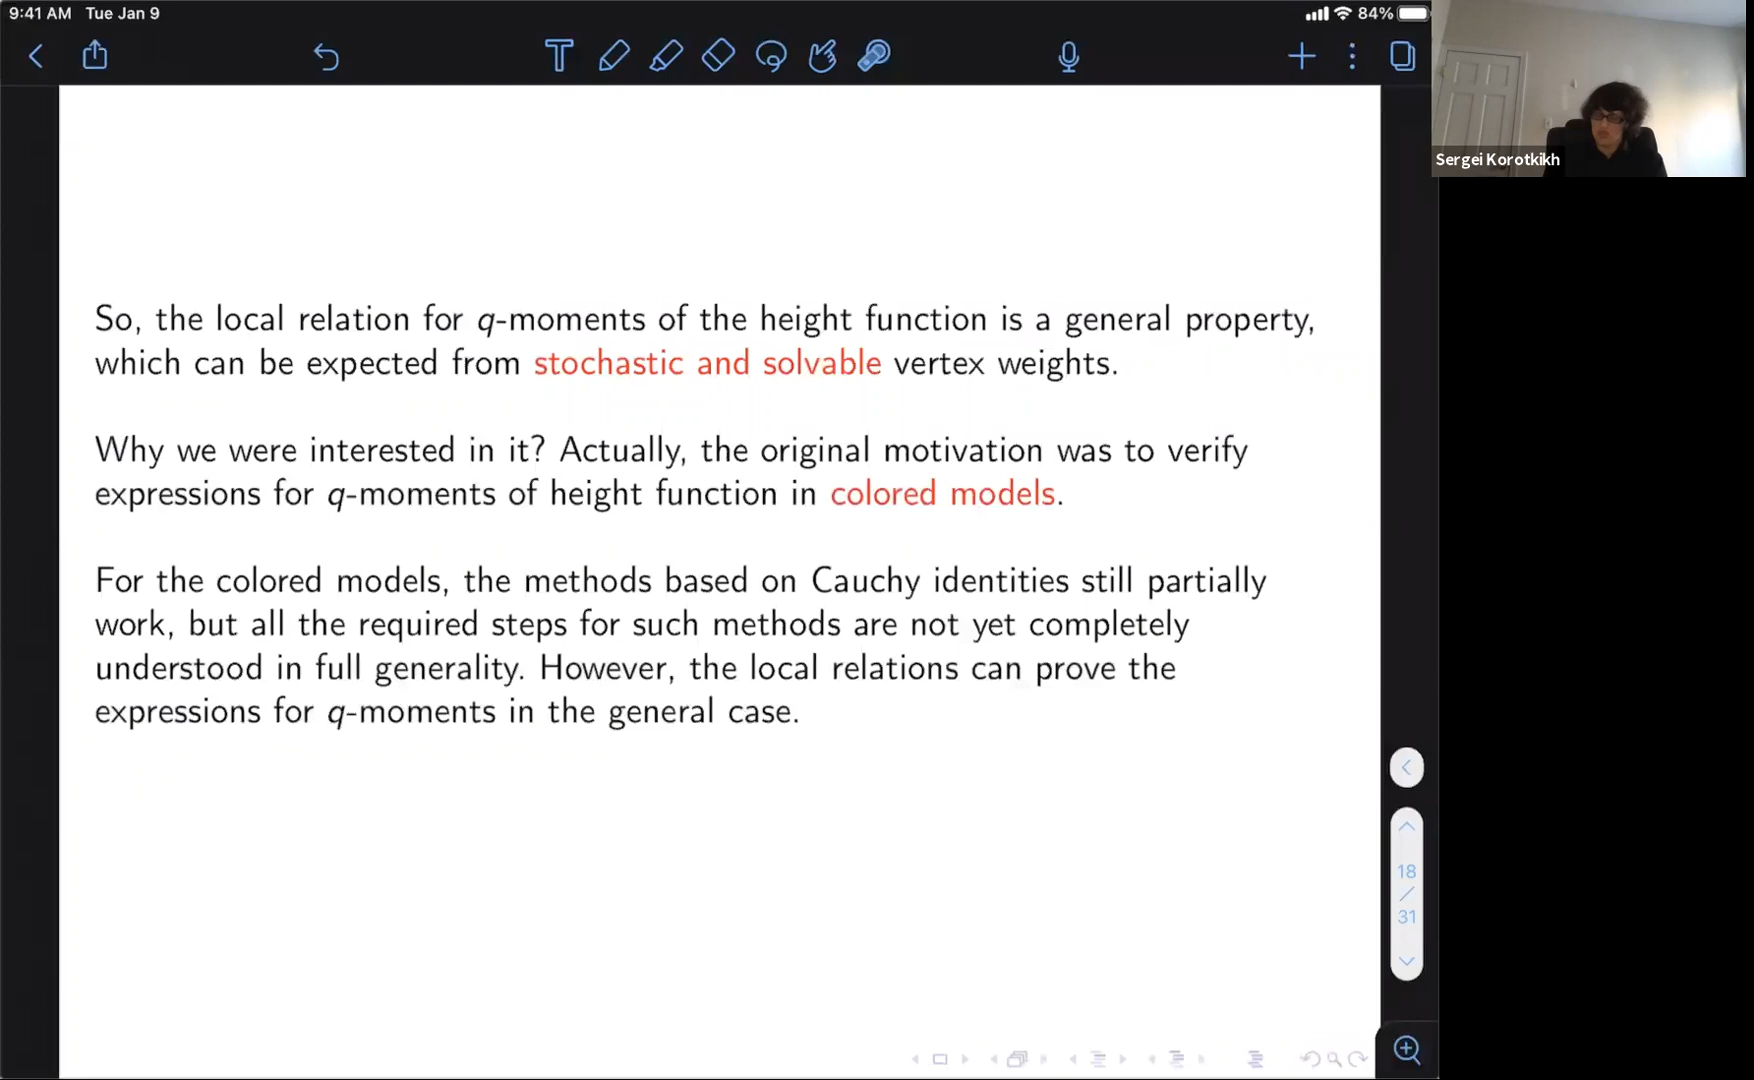 9:41 AM Tue Jan 9
84%
Sergei Korotkikh
So, the local relation for q-moments of the height function is a general property,
which can be expected from stochastic and solvable vertex weights.
Why we were interested in it? Actually, the original motivation was to verify
expressions for q-moments of height function in colored models.
For the colored models, the methods based on Cauchy identities still partially
work, but all the required steps for such methods are not yet completely
understood in full generality. However, the local relations can prove the
expressions for q-moments in the general case.
18
/
31